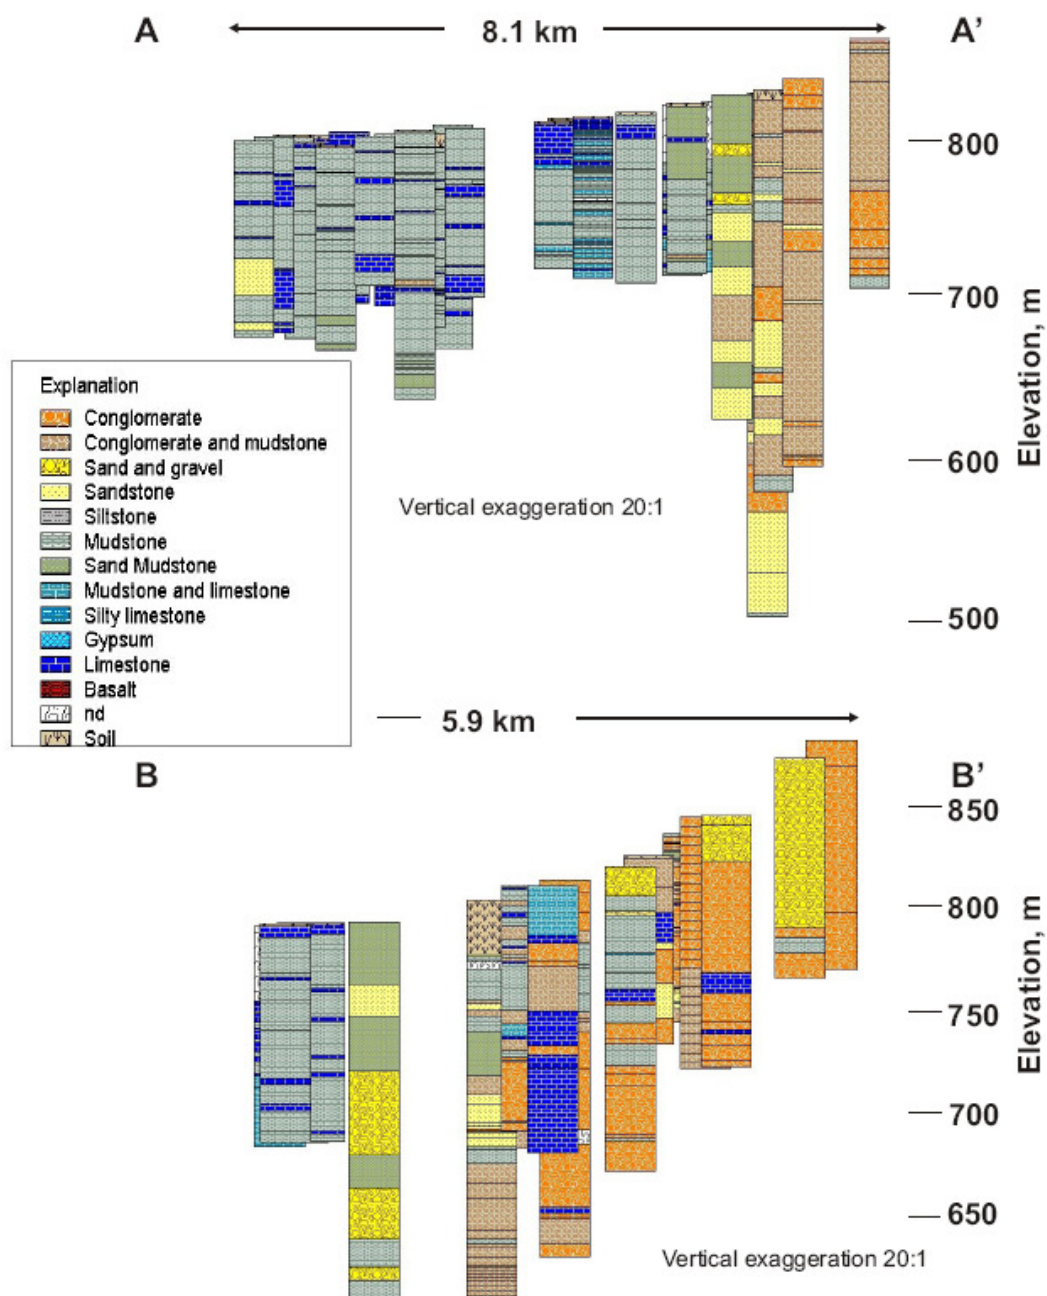 A 8.1 km A’
800
700
600
500
Elevation, m
Explanation
Conglomerate
Conglomerate and mudstone
Sand and gravel
Sandstone
Siltstone
Mudstone
Sand Mudstone
Mudstone and limestone
Silty limestone
Gypsum
Limestone
Basalt
nd
Soil
Vertical exaggeration 20:1
5.9 km
B B’
850
800
750
700
650
Elevation, m
Vertical exaggeration 20:1